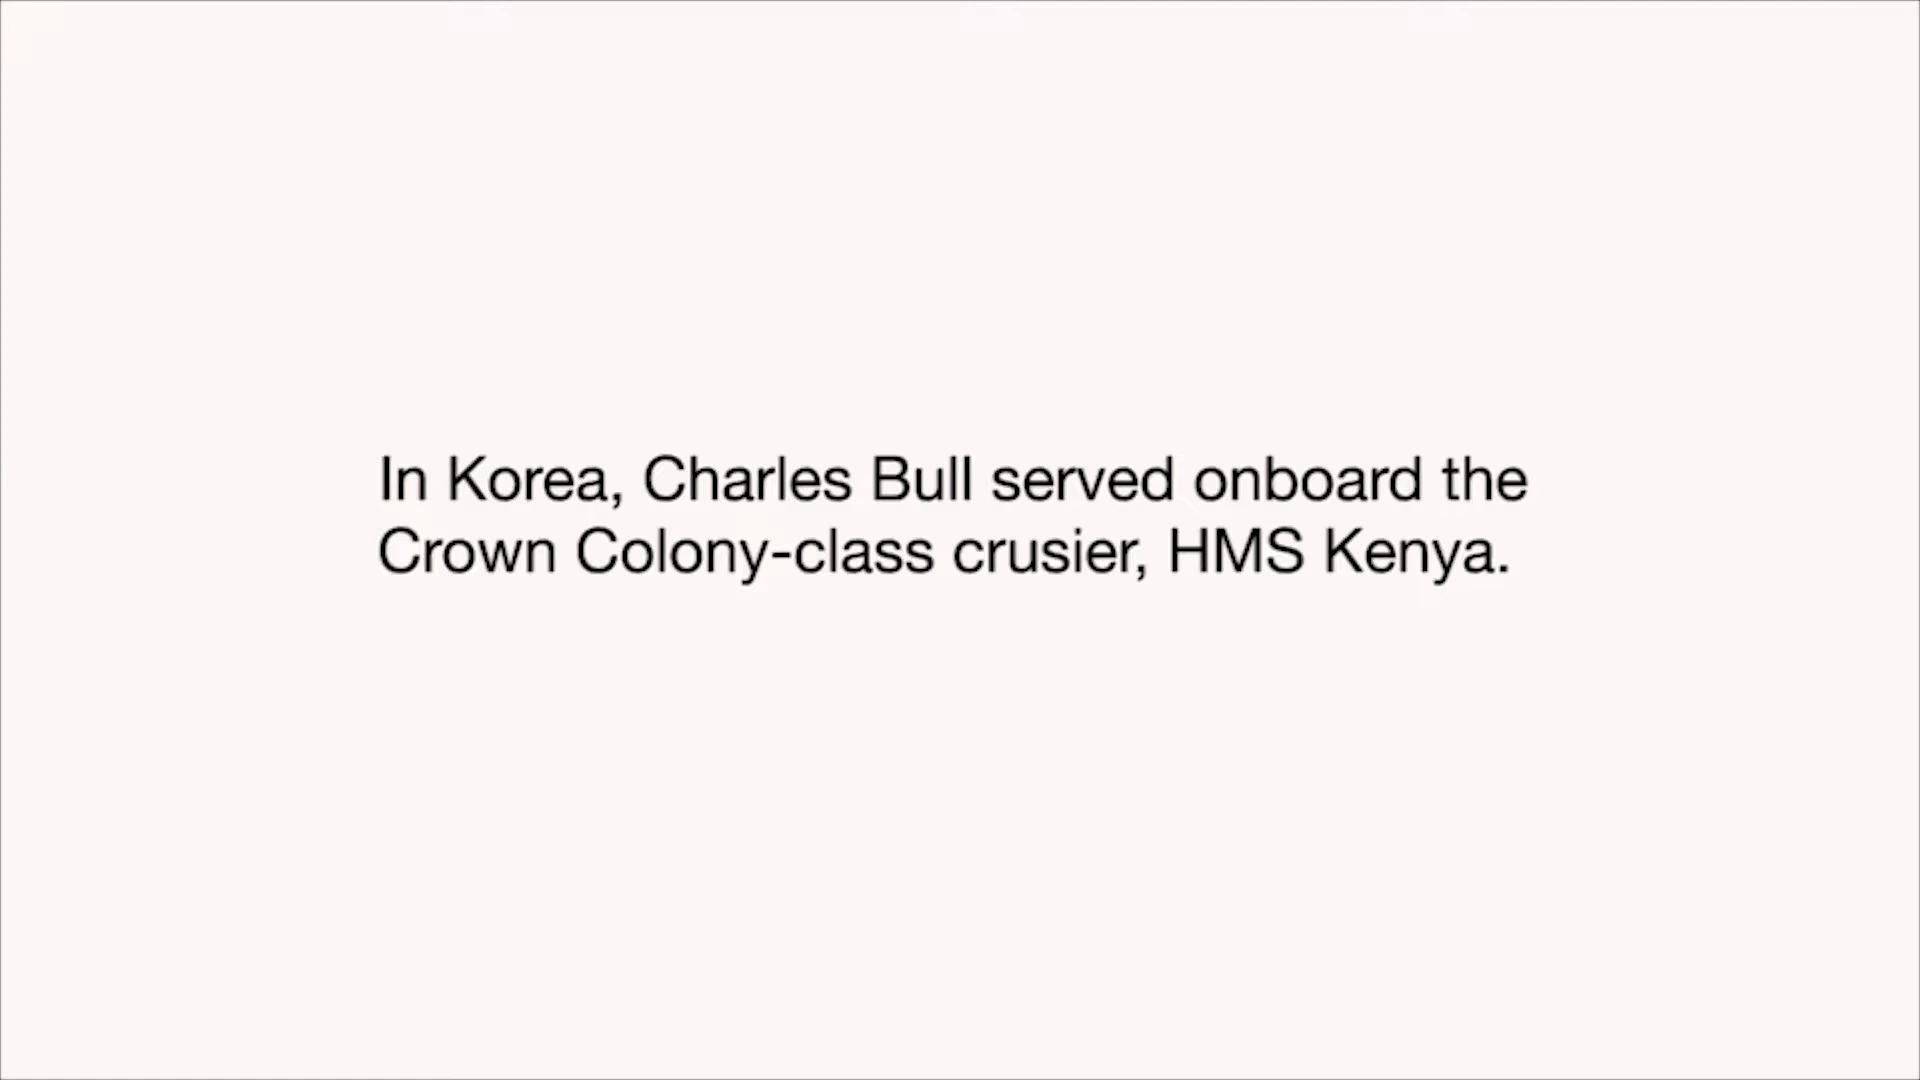 In Korea, Charles Bull served onboard the
Crown Colony-class crusier, HMS Kenya.